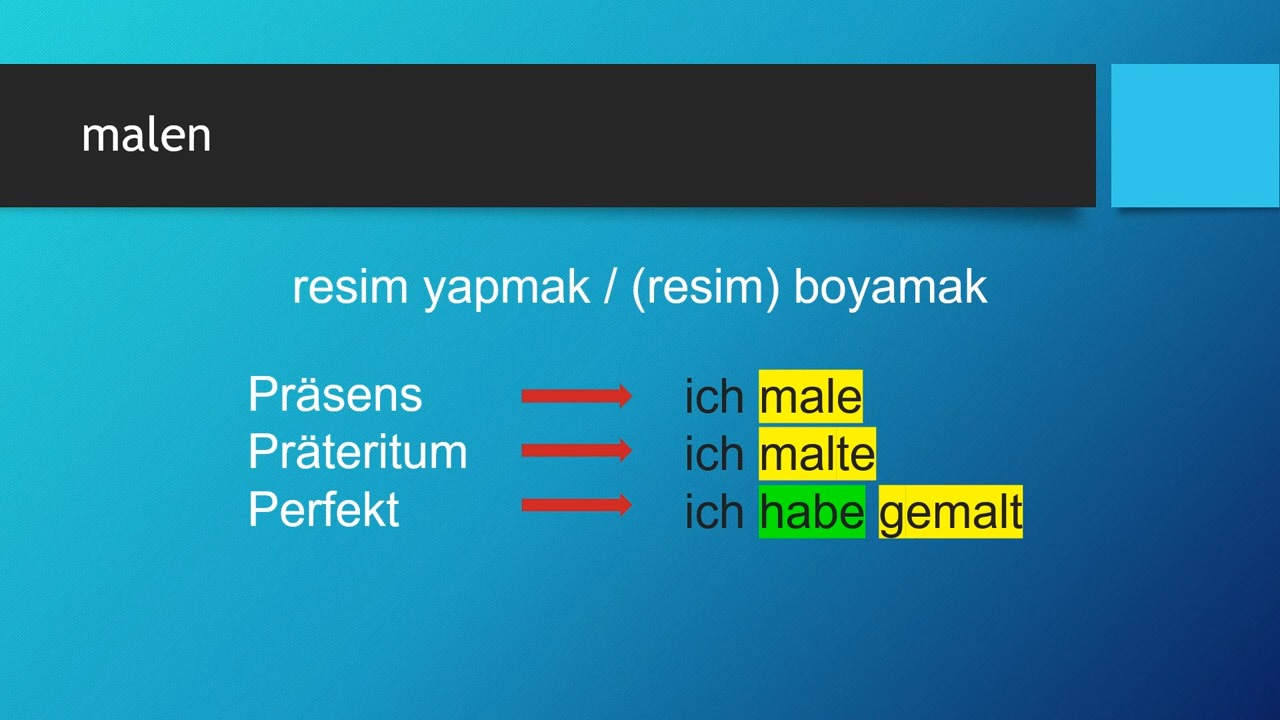 malen
resim yapmak / (resim) boyamak
Präsens ich male
Präteritum ich malte
Perfekt ich habe gemalt